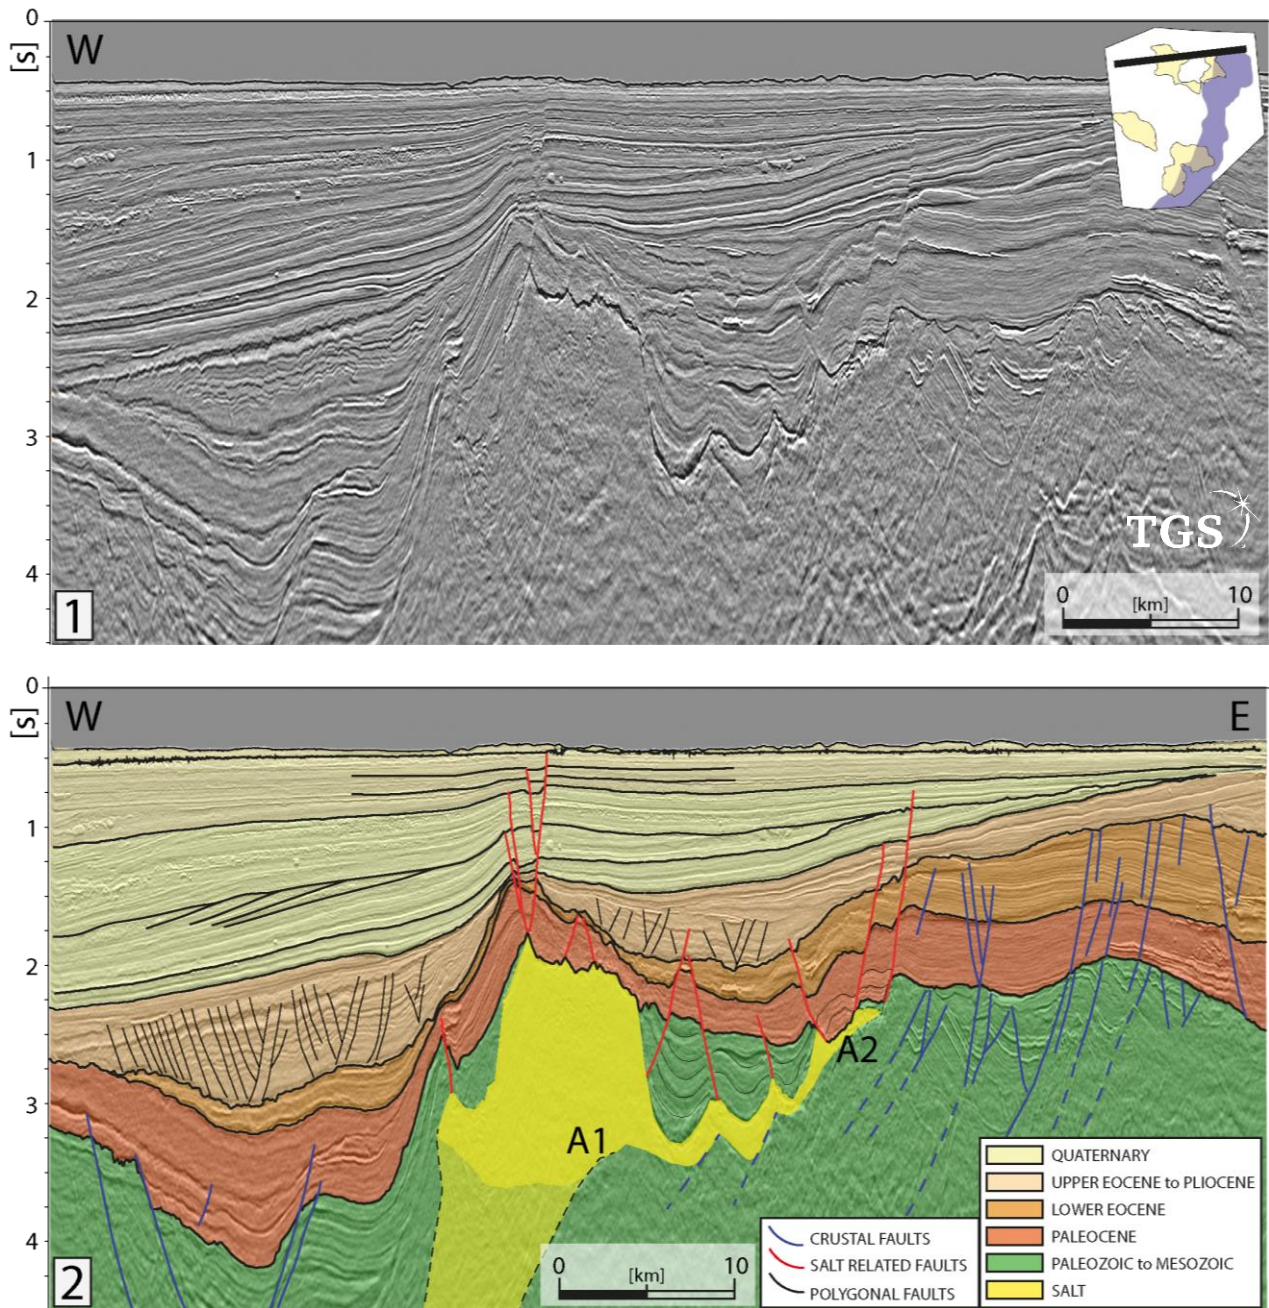 0
[s]
W
1
2
3
4
TGS
0 [km] 10
1
0
[s]
W
E
1
2
3
4
A2
A1
QUATERNARY
UPPER EOCENE to PLIOCENE
LOWER EOCENE
PALEOCENE
PALEOZOIC to MESOZOIC
SALT
CRUSTAL FAULTS
SALT RELATED FAULTS
POLYGONAL FAULTS
0 [km] 10
2